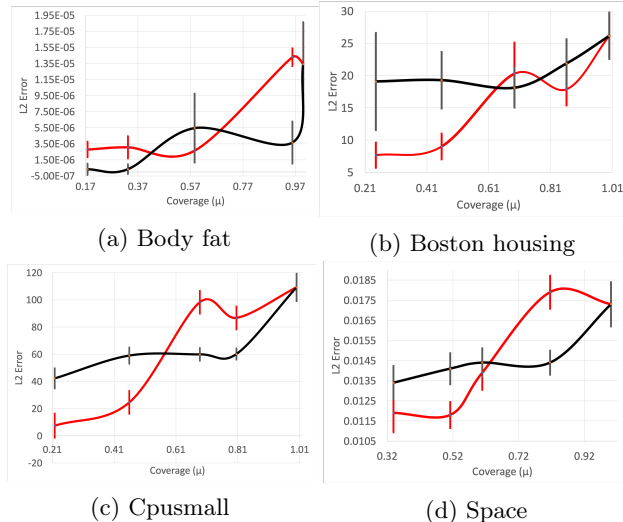 1.95E-05
1.75E-05
1.55E-05
1.35E-05
1.15E-05
9.50E-06
7.50E-06
5.50E-06
3.50E-06
1.50E-06
-5.00E-07
L2 Error
0.17 0.37 0.57 0.77 0.97
Coverage (μ)
(a) Body fat
30
25
20
15
10
5
L2 Error
0.21 0.41 0.61 0.81 1.01
Coverage (μ)
(b) Boston housing
120
100
80
60
40
20
0
-20
L2 Error
0.21 0.41 0.61 0.81 1.01
Coverage (μ)
(c) Cpusmall
0.0185
0.0175
0.0165
0.0155
0.0145
0.0135
0.0125
0.0115
0.0105
L2 Error
0.32 0.52 0.72 0.92
Coverage (μ)
(d) Space